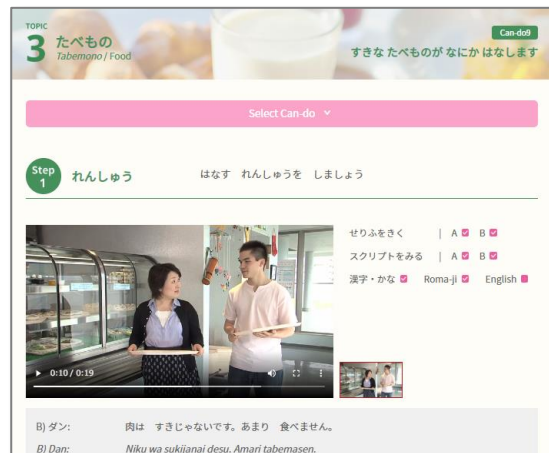 TOPIC
3
たべもの
Tabemono / Food
Can-do9
すきな たべものが なにか はなします
Select Can-do
Step
1
れんしゅう
はなす れんしゅうを しましょう
せりふをきく | A B
スクリプトをみる | A B
漢字・かな Roma-ji English
0:10 / 0:19
B) ダン: 肉は すきじゃないです。あまり 食べません。
B) Dan: Niku wa sukijanai desu. Amari tabemasen.